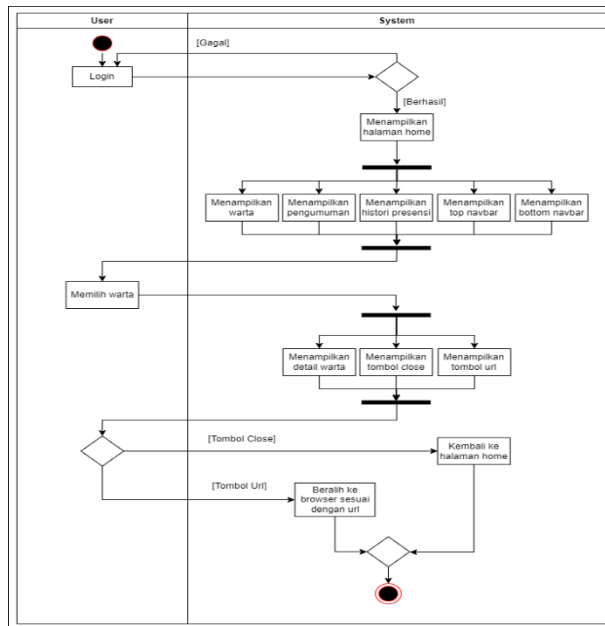 User
System
[Gagal]
Login
[Berhasil]
Menampilkan
halaman home
Menampilkan
warta
Menampilkan
pengumuman
Menampilkan
histori presensi
Menampilkan
top navbar
Menampilkan
bottom navbar
Memilih warta
Menampilkan
detail warta
Menampilkan
tombol close
Menampilkan
tombol url
[Tombol Close]
Kembali ke
halaman home
[Tombol Url]
Beralih ke
browser sesuai
dengan url